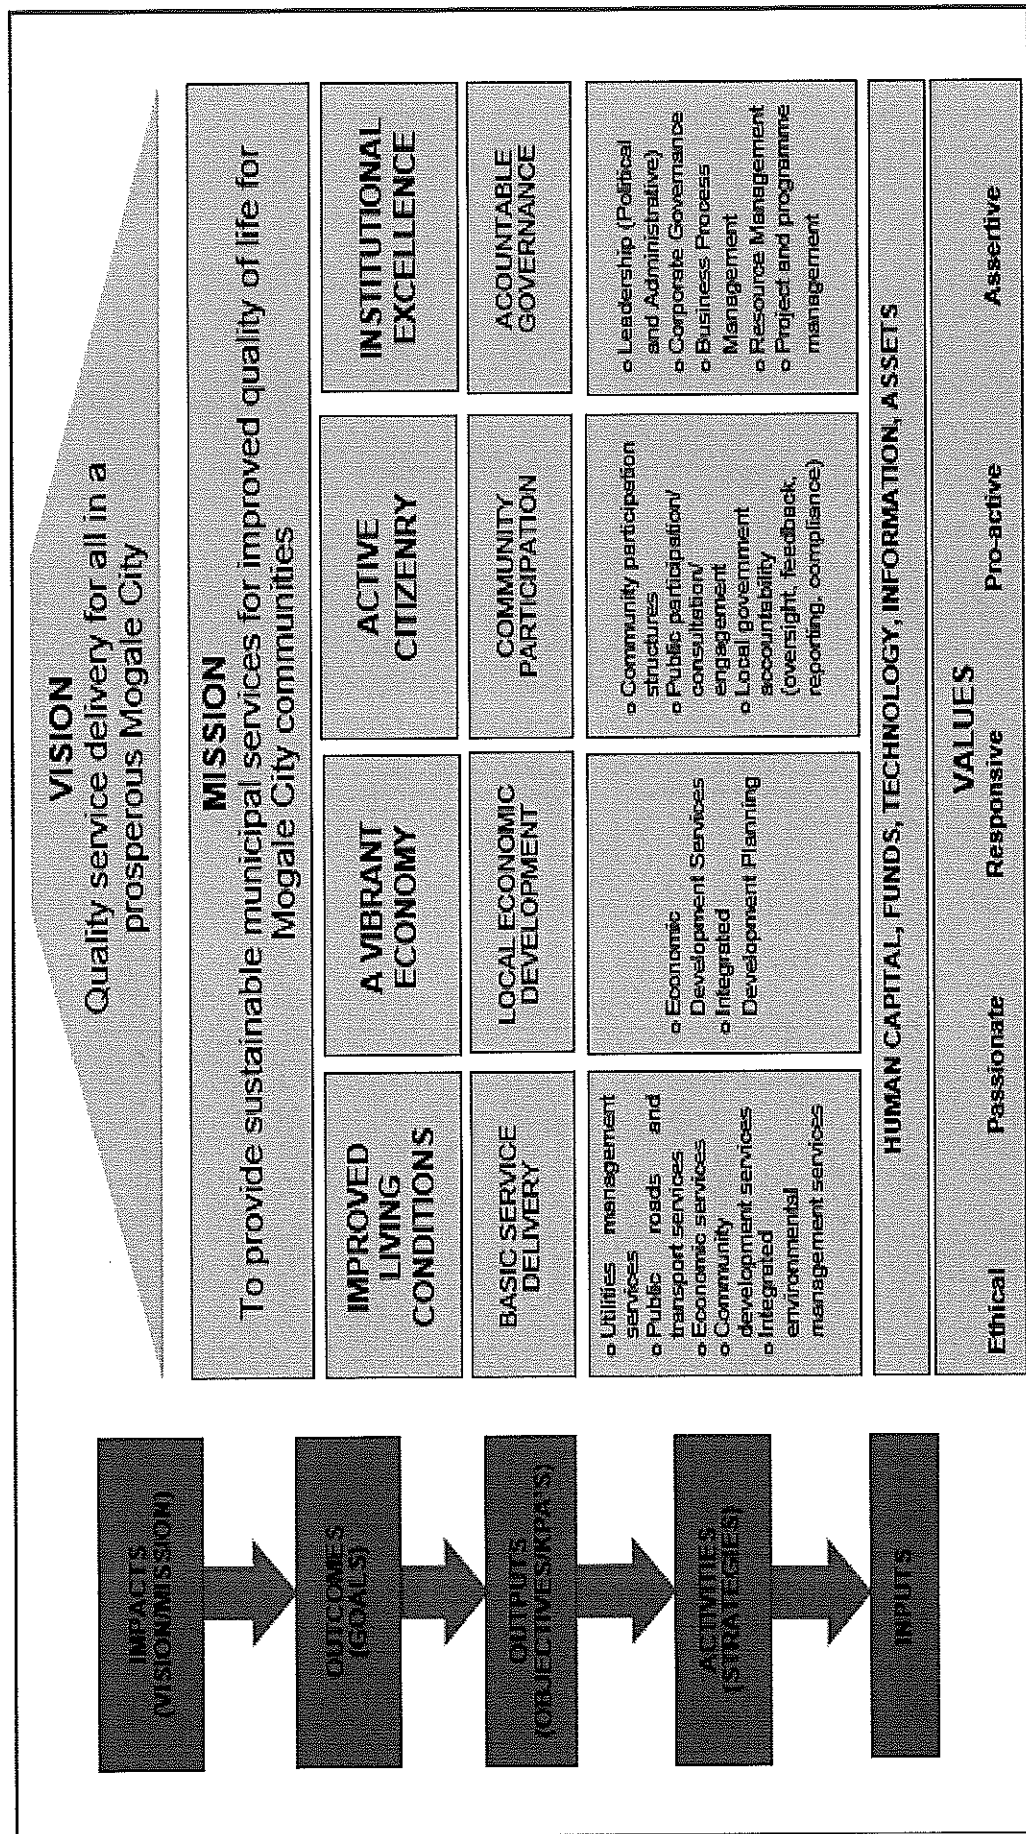 VISION
Quality service delivery for all in a
prosperous Mogale City
MISSION
To provide sustainable municipal services for improved quality of life for
Mogale City communities
IMPACTS
(VISION/MISSION)
OUTCOMES
(GOALS)
OUTPUTS
(OBJECTIVES/KPA'S)
ACTIVITIES
(STRATEGIES)
INPUTS
IMPROVED
LIVING
CONDITIONS
A VIBRANT
ECONOMY
ACTIVE
CITIZENRY
INSTITUTIONAL
EXCELLENCE
BASIC SERVICE
DELIVERY
LOCAL ECONOMIC
DEVELOPMENT
COMMUNITY
PARTICIPATION
ACOUNTABLE
GOVERNANCE
o Utilities management
services
o Public roads and
transport services
o Economic services
o Community
development services
o Integrated
environmental
management services
o Economic
Development Services
o Integrated
Development Planning
o Community participation
structures
o Public participation/
consultation/
engagement
o Local government
accountability
(oversight, feedback,
reporting, compliance)
o Leadership (Political
and Administrative)
o Corporate Governance
o Business Process
Management
o Resource Management
o Project and programme
management
HUMAN CAPITAL, FUNDS, TECHNOLOGY, INFORMATION, ASSETS
VALUES
Ethical Passionate Responsive Pro-active Assertive